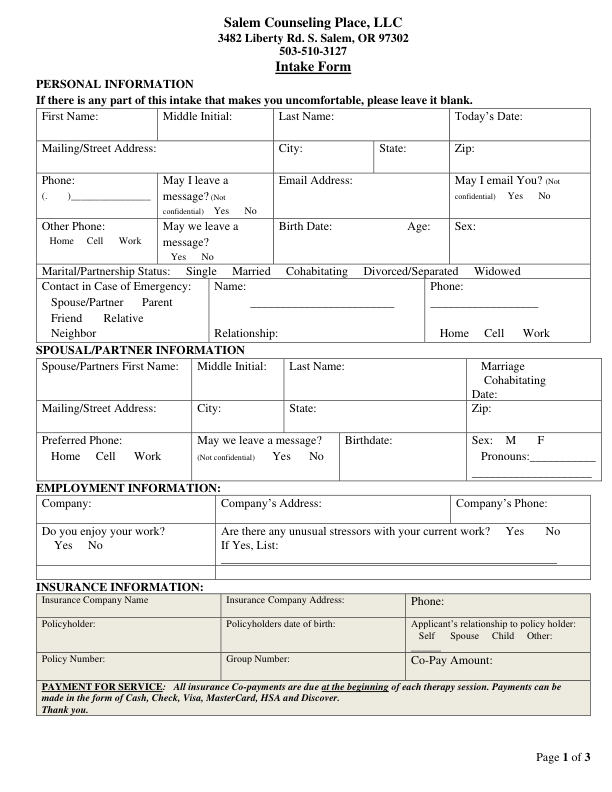 Salem Counseling Place, LLC
3482 Liberty Rd. S. Salem, OR 97302
503-510-3127
Intake Form
PERSONAL INFORMATION
If there is any part of this intake that makes you uncomfortable, please leave it blank.
First Name: Middle Initial: Last Name: Today's Date:
Mailing/Street Address: City: State: Zip:
Phone: May I leave a Email Address: May I email You? (Not
(. )______________ message? (Not confidential) Yes No
confidential) Yes No
Other Phone: May we leave a Birth Date: Age: Sex:
Home Cell Work message?
Yes No
Marital/Partnership Status: Single Married Cohabitating Divorced/Separated Widowed
Contact in Case of Emergency: Name: Phone:
Spouse/Partner Parent ________________________ __________________
Friend Relative
Neighbor Relationship: Home Cell Work
SPOUSAL/PARTNER INFORMATION
Spouse/Partners First Name: Middle Initial: Last Name: Marriage
Cohabitating
Date:
Mailing/Street Address: City: State: Zip:
Preferred Phone: May we leave a message? Birthdate: Sex: M F
Home Cell Work (Not confidential) Yes No Pronouns:___________
____________________
EMPLOYMENT INFORMATION:
Company: Company's Address: Company's Phone:
Do you enjoy your work? Are there any unusual stressors with your current work? Yes No
Yes No If Yes, List:
________________________________________________________
INSURANCE INFORMATION:
Insurance Company Name Insurance Company Address: Phone:
Policyholder: Policyholders date of birth: Applicant's relationship to policy holder:
Self Spouse Child Other:
______
Policy Number: Group Number: Co-Pay Amount:
PAYMENT FOR SERVICE: All insurance Co-payments are due at the beginning of each therapy session. Payments can be
made in the form of Cash, Check, Visa, MasterCard, HSA and Discover.
Thank you.
Page 1 of 3